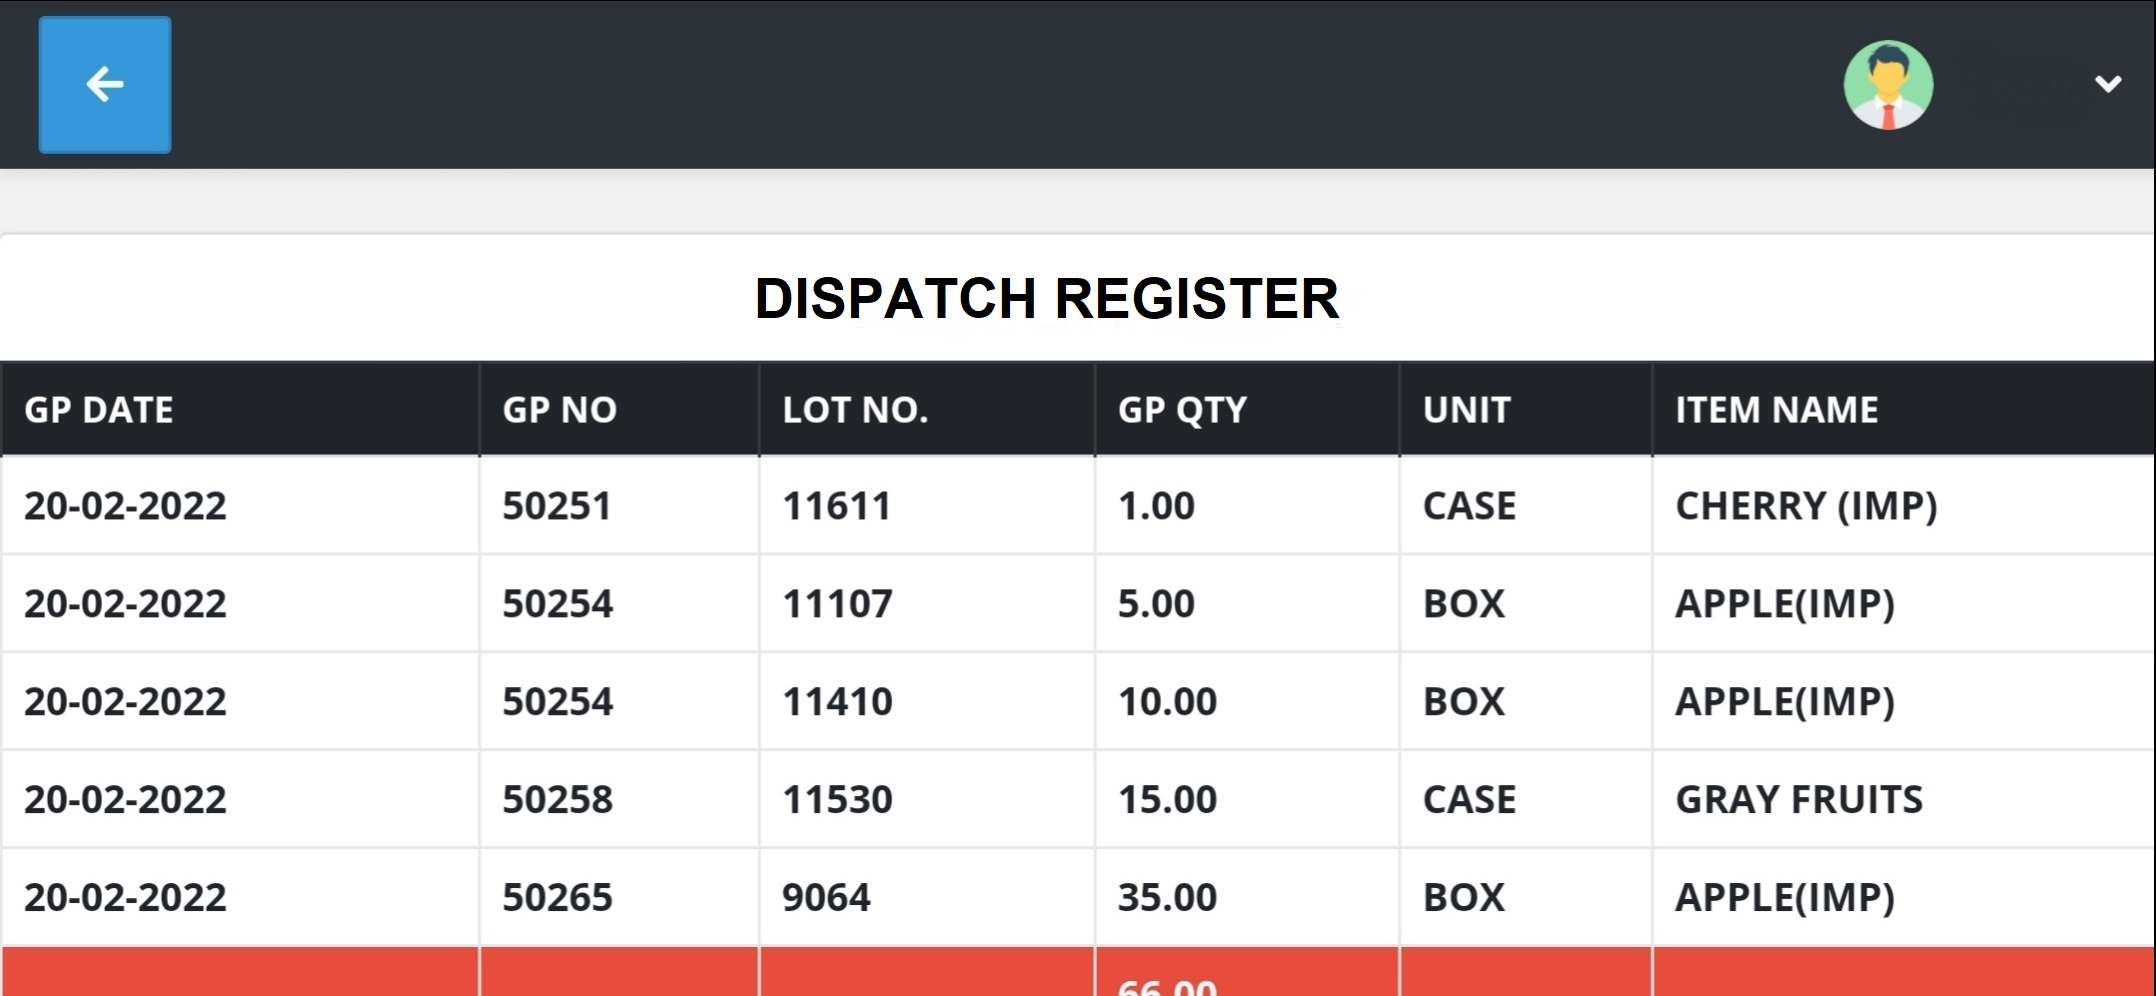 DISPATCH REGISTER
GP DATE GP NO LOT NO. GP QTY UNIT ITEM NAME
20-02-2022 50251 11611 1.00 CASE CHERRY (IMP)
20-02-2022 50254 11107 5.00 BOX APPLE(IMP)
20-02-2022 50254 11410 10.00 BOX APPLE(IMP)
20-02-2022 50258 11530 15.00 CASE GRAY FRUITS
20-02-2022 50265 9064 35.00 BOX APPLE(IMP)
66.00